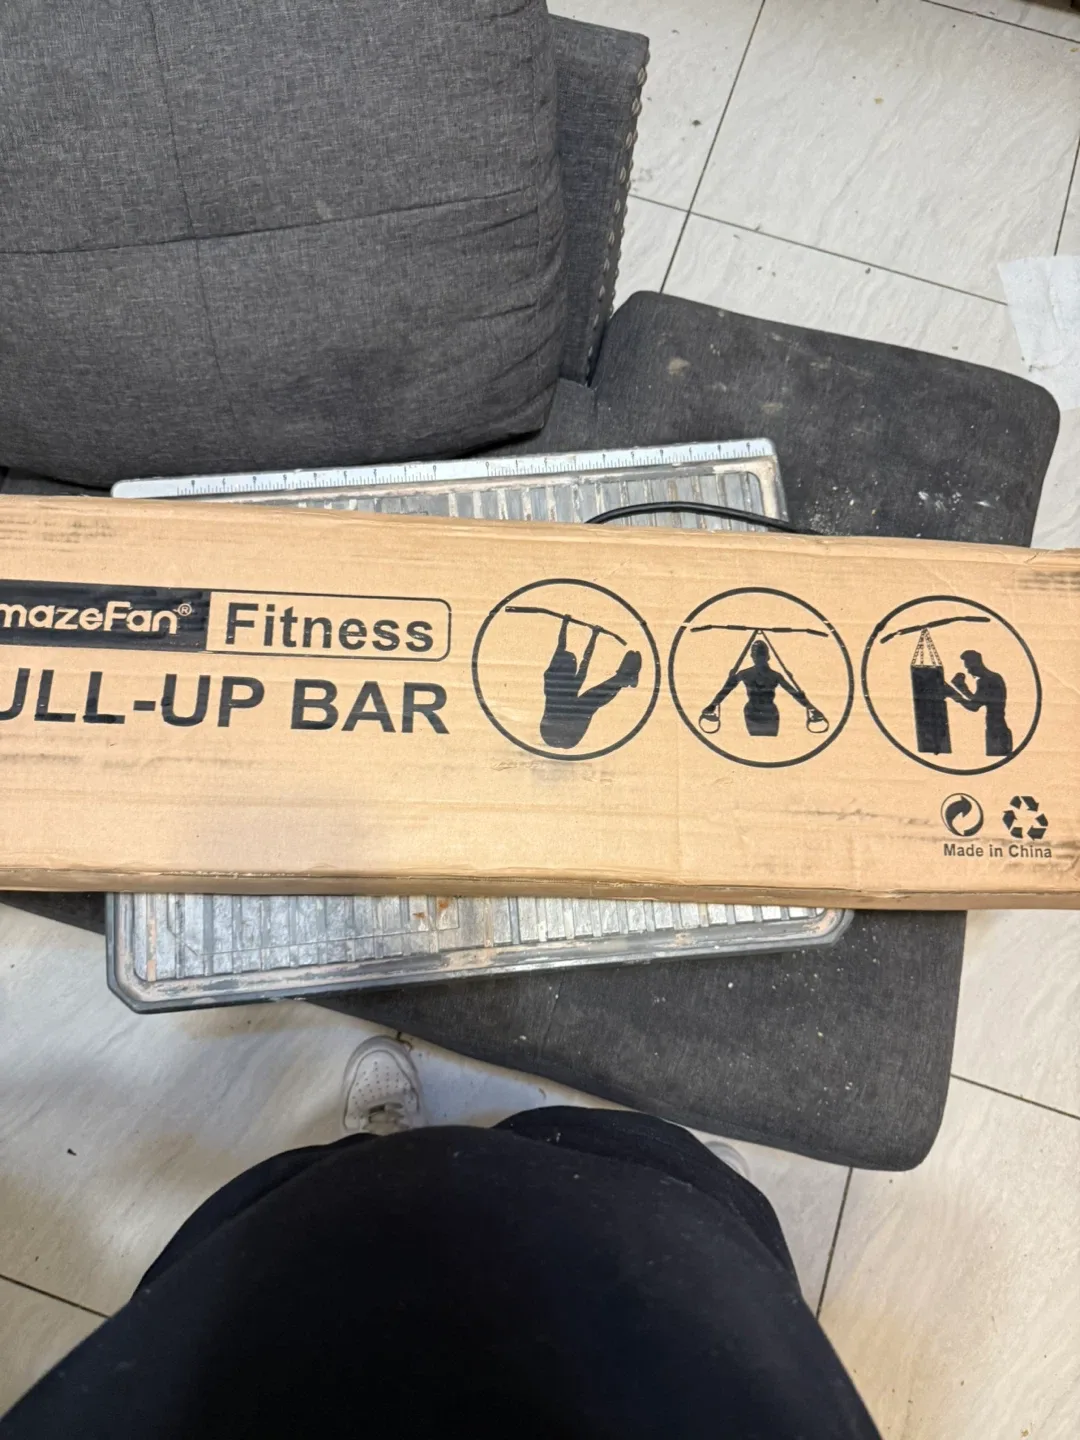 mazeFan® Fitness
ULL-UP BAR
Made in China